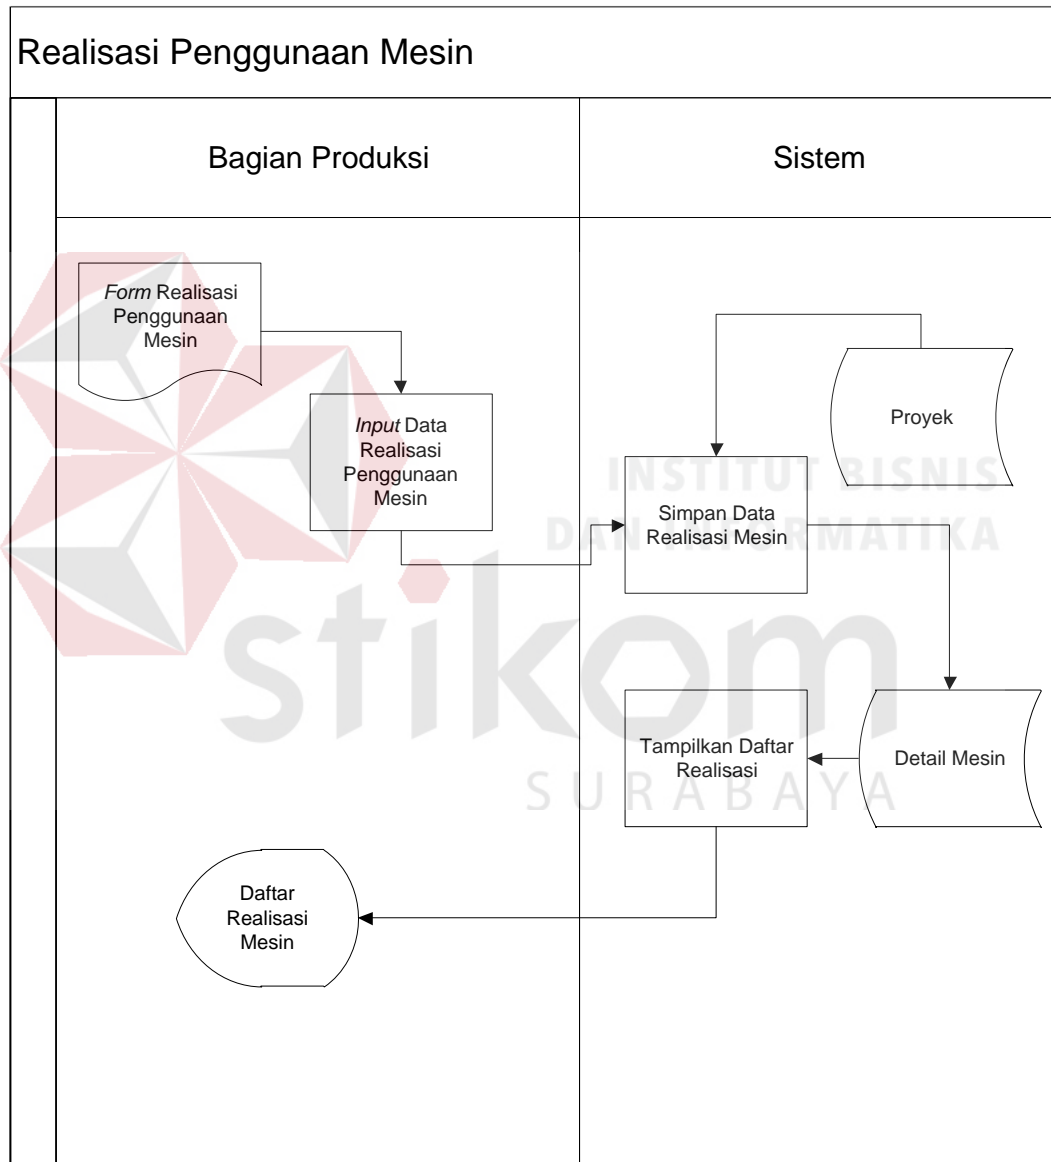 Realisasi Penggunaan Mesin
Bagian Produksi
Sistem
Form Realisasi
Penggunaan
Mesin
Input Data
Realisasi
Penggunaan
Mesin
Proyek
INSTITUT BISNIS
DAN INFORMATIKA
Simpan Data
Realisasi Mesin
stikom
SURABAYA
Tampilkan Daftar
Realisasi
Detail Mesin
Daftar
Realisasi
Mesin